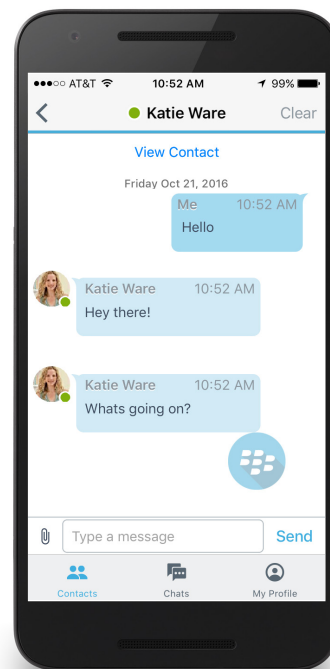 AT&T 10:52 AM 99%
Katie Ware Clear
View Contact
Friday Oct 21, 2016
Me 10:52 AM
Hello
Katie Ware 10:52 AM
Hey there!
Katie Ware 10:52 AM
Whats going on?
Type a message Send
Contacts Chats My Profile